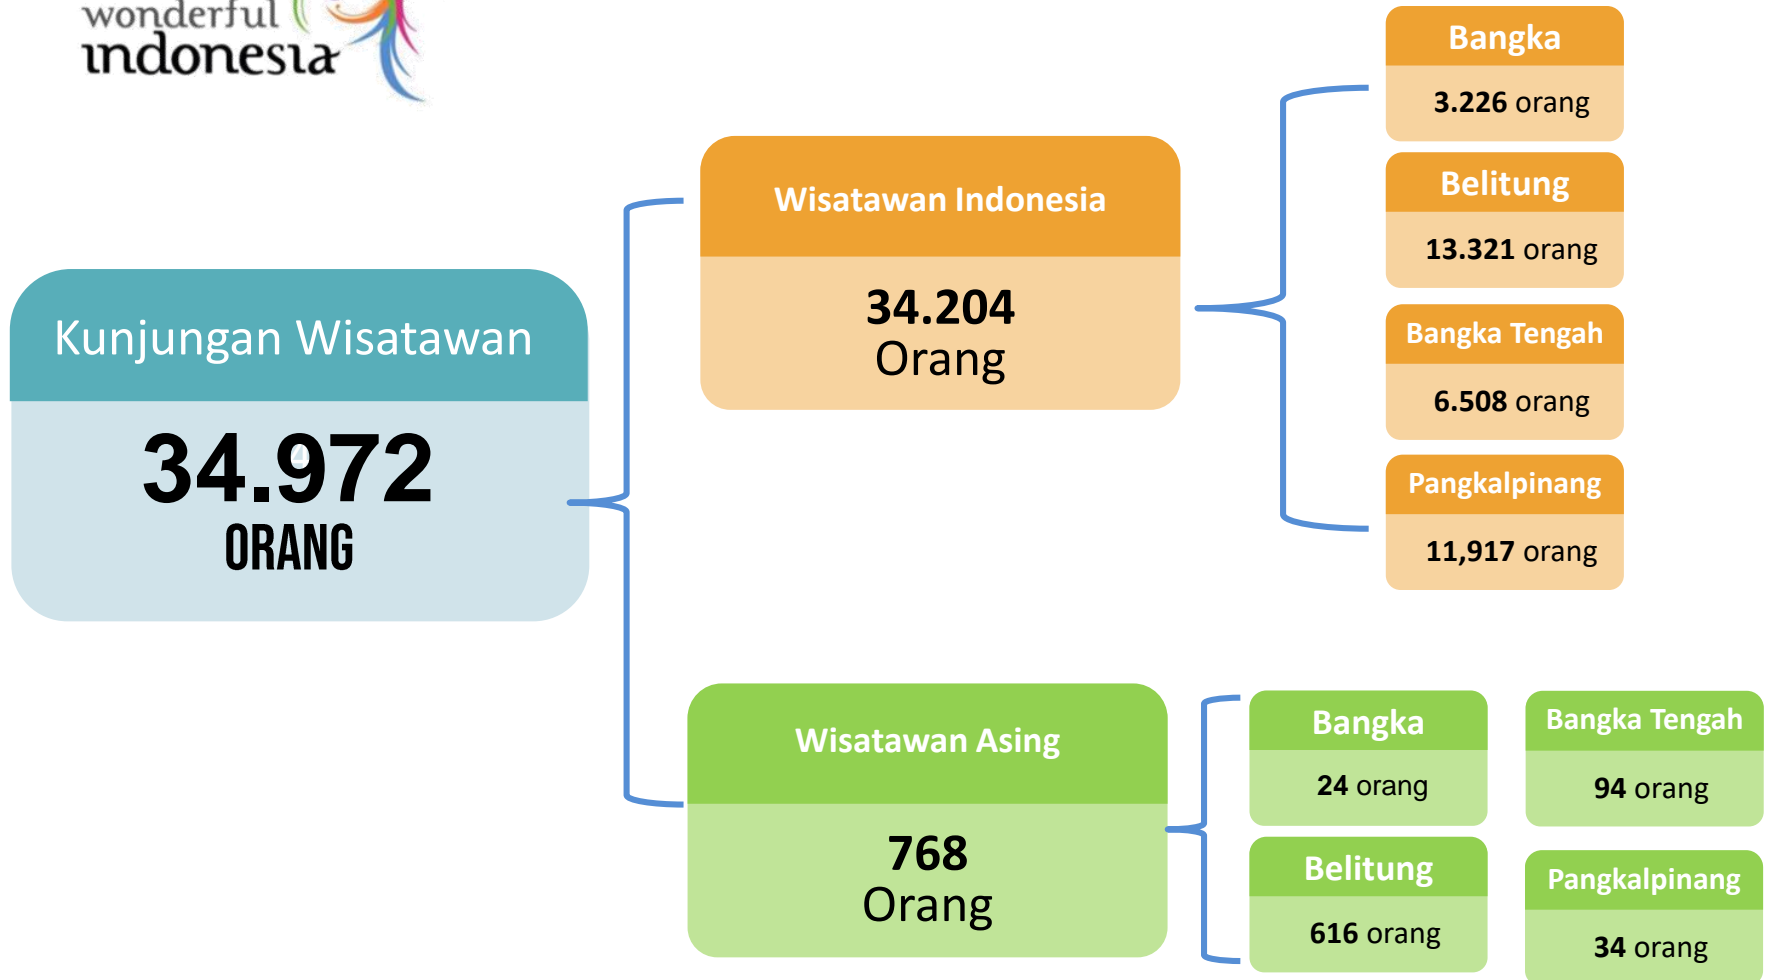 wonderful
indonesia
Kunjungan Wisatawan
34.972
ORANG
Wisatawan Indonesia
34.204
Orang
Bangka
3.226 orang
Belitung
13.321 orang
Bangka Tengah
6.508 orang
Pangkalpinang
11,917 orang
Wisatawan Asing
768
Orang
Bangka
24 orang
Belitung
616 orang
Bangka Tengah
94 orang
Pangkalpinang
34 orang